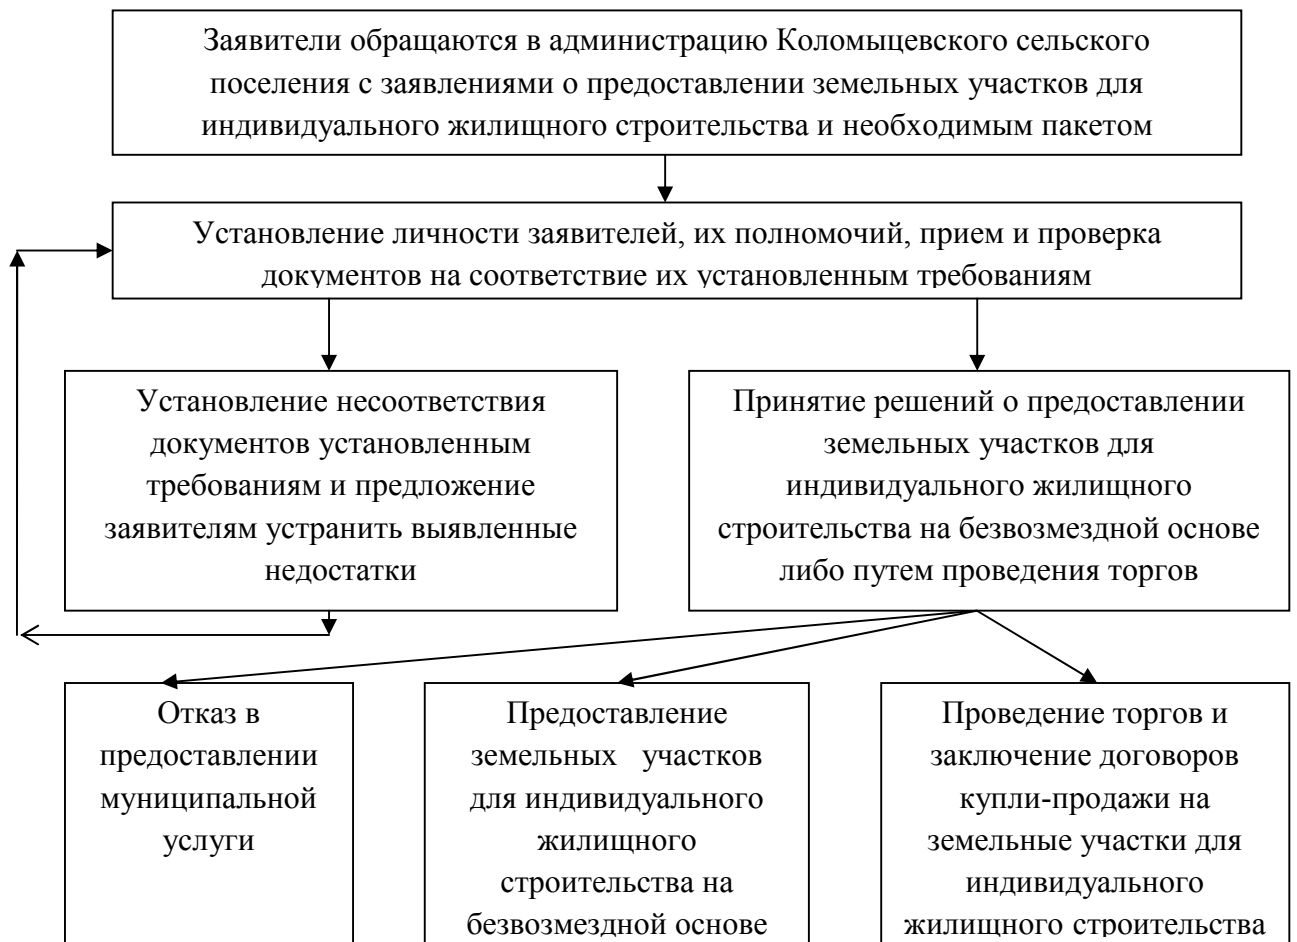 Заявители обращаются в администрацию Коломыцевского сельского
поселения с заявлениями о предоставлении земельных участков для
индивидуального жилищного строительства и необходимым пакетом
Установление личности заявителей, их полномочий, прием и проверка
документов на соответствие их установленным требованиям
Установление несоответствия
документов установленным
требованиям и предложение
заявителям устранить выявленные
недостатки
Принятие решений о предоставлении
земельных участков для
индивидуального жилищного
строительства на безвозмездной основе
либо путем проведения торгов
Отказ в
предоставлении
муниципальной
услуги
Предоставление
земельных участков
для индивидуального
жилищного
строительства на
безвозмездной основе
Проведение торгов и
заключение договоров
купли-продажи на
земельные участки для
индивидуального
жилищного строительства